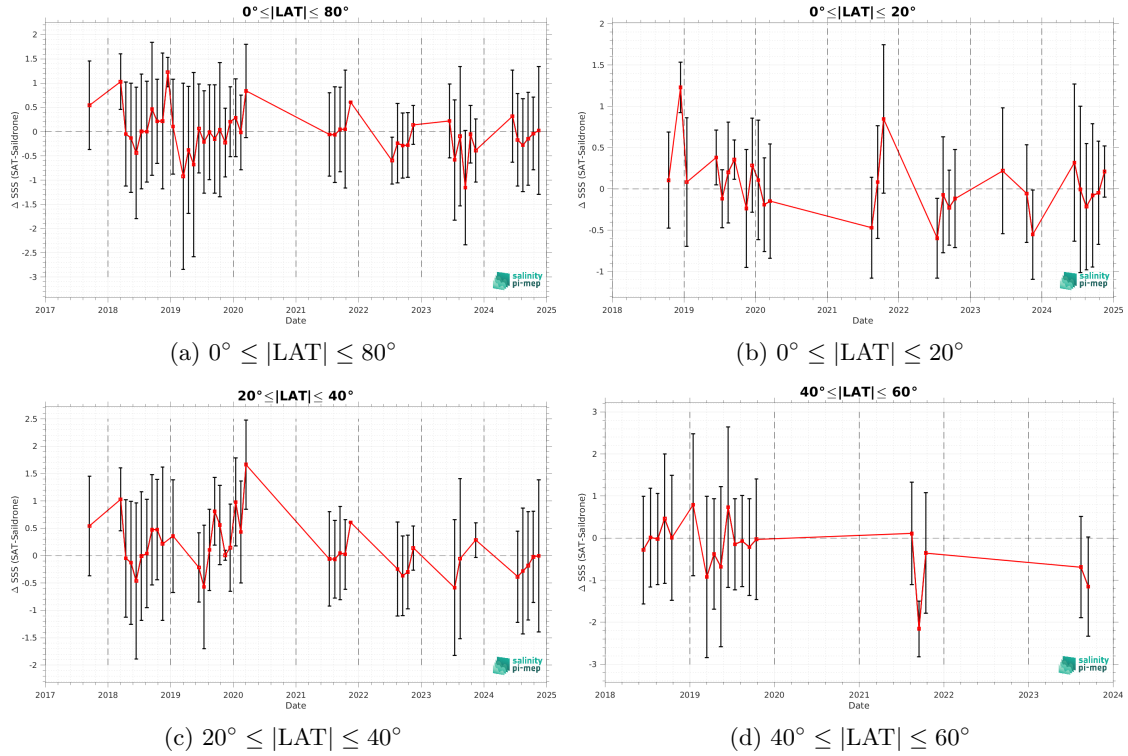 0°≤|LAT|≤ 80°
Δ SSS (SAT-Saildrone)
2
1.5
1
0.5
0
-0.5
-1
-1.5
-2
-2.5
-3
2017 2018 2019 2020 2021 2022 2023 2024 2025
Date
salinity
pi-mep
(a) 0° ≤ |LAT| ≤ 80°
0°≤|LAT|≤ 20°
Δ SSS (SAT-Saildrone)
2
1.5
1
0.5
0
-0.5
-1
2018 2019 2020 2021 2022 2023 2024 2025
Date
salinity
pi-mep
(b) 0° ≤ |LAT| ≤ 20°
20°≤|LAT|≤ 40°
Δ SSS (SAT-Saildrone)
2.5
2
1.5
1
0.5
0
-0.5
-1
-1.5
-2
2017 2018 2019 2020 2021 2022 2023 2024 2025
Date
salinity
pi-mep
(c) 20° ≤ |LAT| ≤ 40°
40°≤|LAT|≤ 60°
Δ SSS (SAT-Saildrone)
3
2
1
0
-1
-2
-3
2018 2019 2020 2021 2022 2023 2024
Date
salinity
pi-mep
(d) 40° ≤ |LAT| ≤ 60°